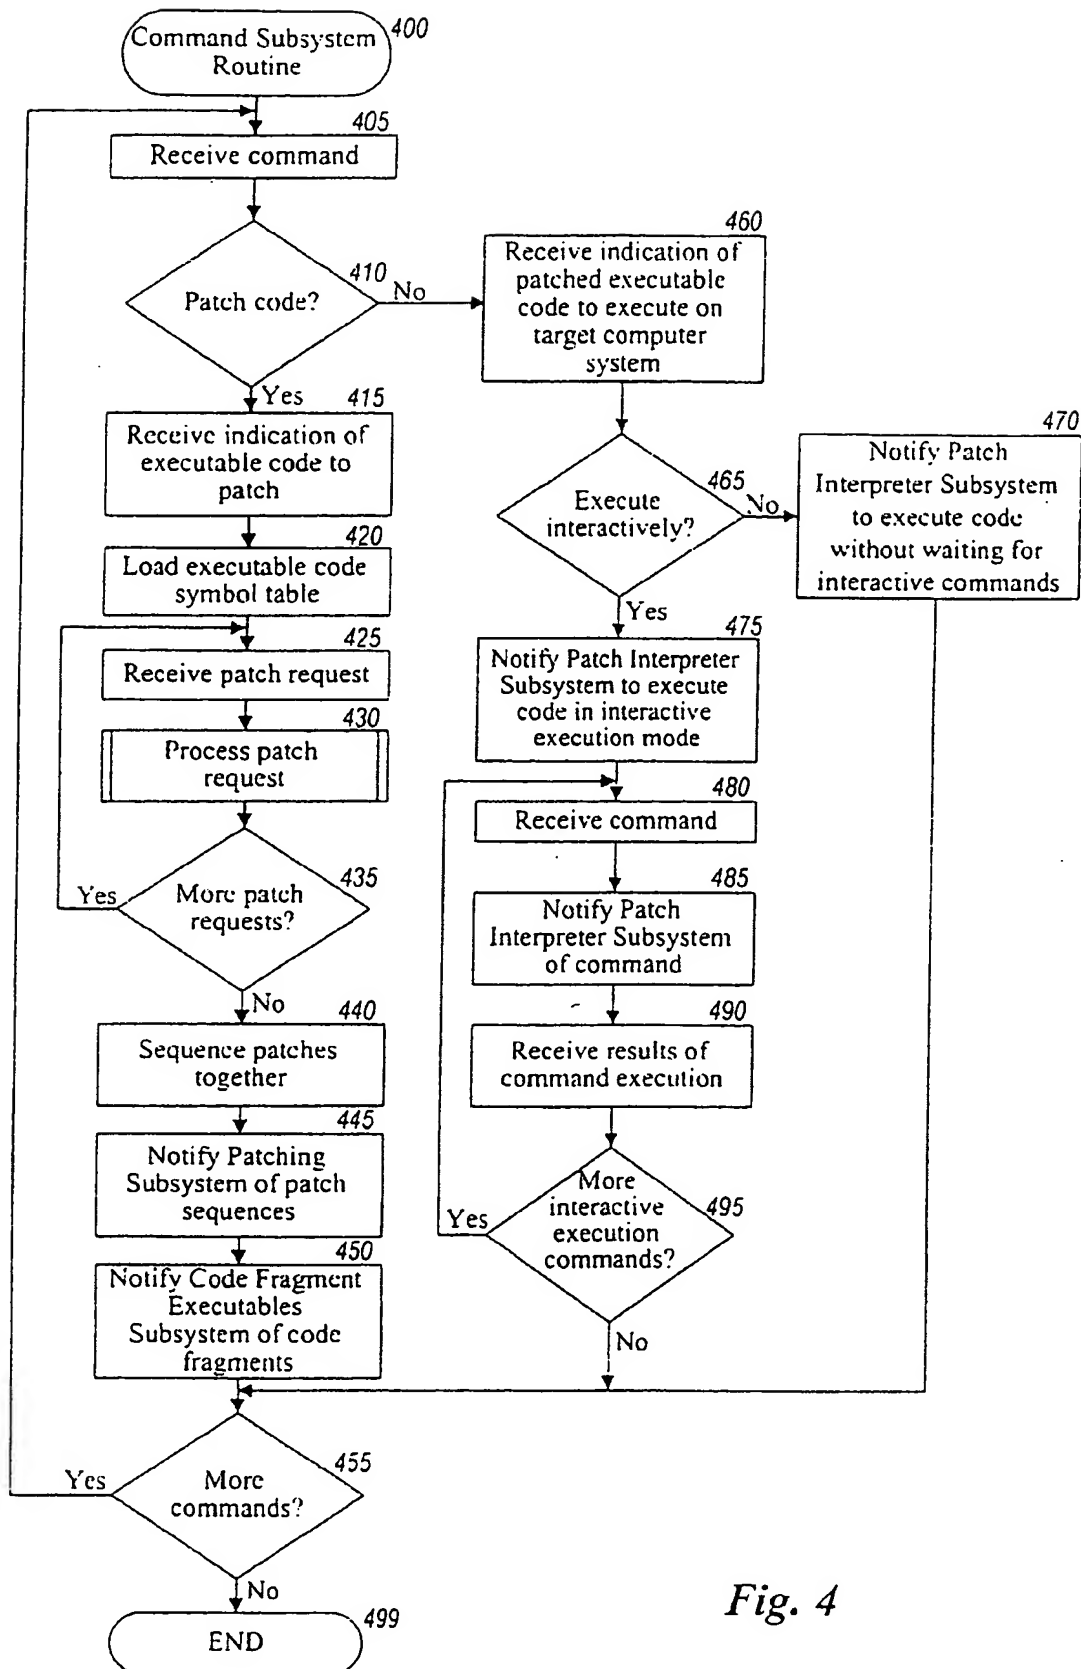 Command Subsystem
Routine
400
405
Receive command
410
Patch code?
No
Yes
415
Receive indication of
executable code to
patch
420
Load executable code
symbol table
425
Receive patch request
430
Process patch
request
435
More patch
requests?
Yes
No
440
Sequence patches
together
445
Notify Patching
Subsystem of patch
sequences
450
Notify Code Fragment
Executables
Subsystem of code
fragments
455
More
commands?
Yes
No
499
END
460
Receive indication of
patched executable
code to execute on
target computer
system
465
Execute
interactively?
No
Yes
470
Notify Patch
Interpreter Subsystem
to execute code
without waiting for
interactive commands
475
Notify Patch Interpreter
Subsystem to execute
code in interactive
execution mode
480
Receive command
485
Notify Patch
Interpreter Subsystem
of command
490
Receive results of
command execution
495
More
interactive
execution
commands?
Yes
No
Fig. 4